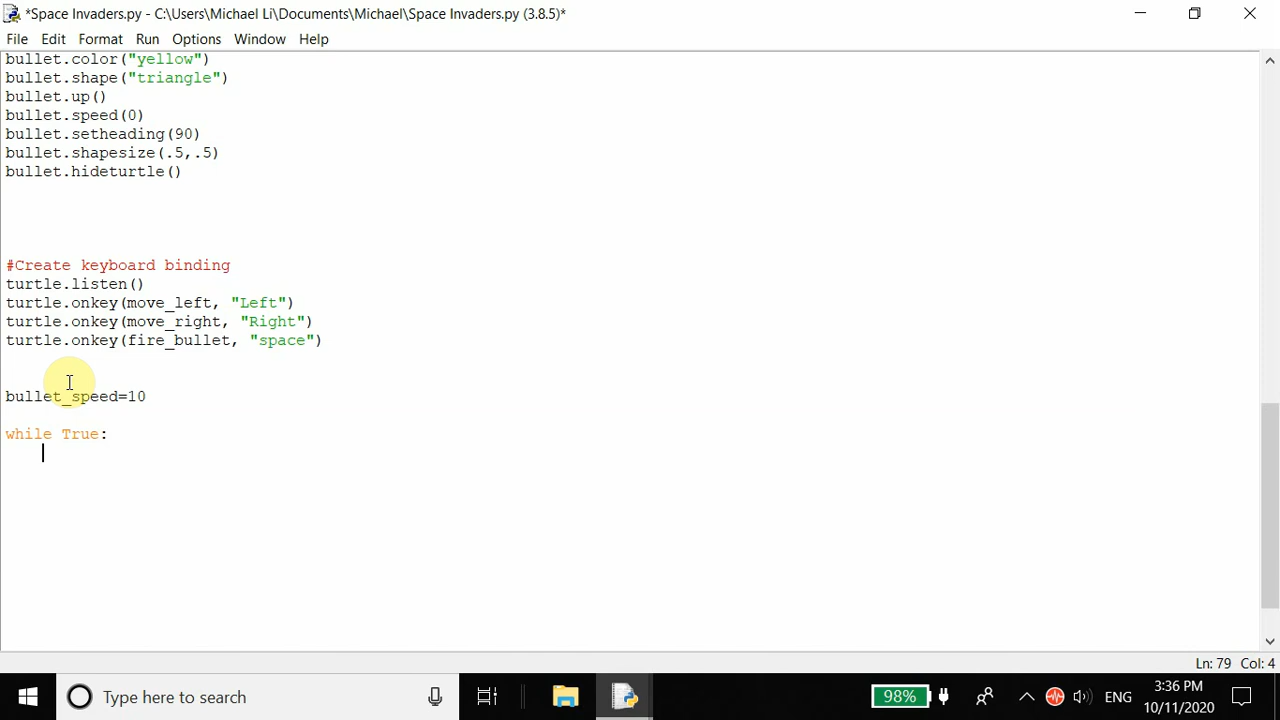 *Space Invaders.py - C:\Users\Michael Li\Documents\Michael\Space Invaders.py (3.8.5)*
File Edit Format Run Options Window Help
bullet.color("yellow")
bullet.shape("triangle")
bullet.up()
bullet.speed(0)
bullet.setheading(90)
bullet.shapesize(.5,.5)
bullet.hideturtle()
#Create keyboard binding
turtle.listen()
turtle.onkey(move_left, "Left")
turtle.onkey(move_right, "Right")
turtle.onkey(fire_bullet, "space")
bullet_speed=10
while True:
Ln: 79 Col: 4
Type here to search
98%
ENG
3:36 PM
10/11/2020